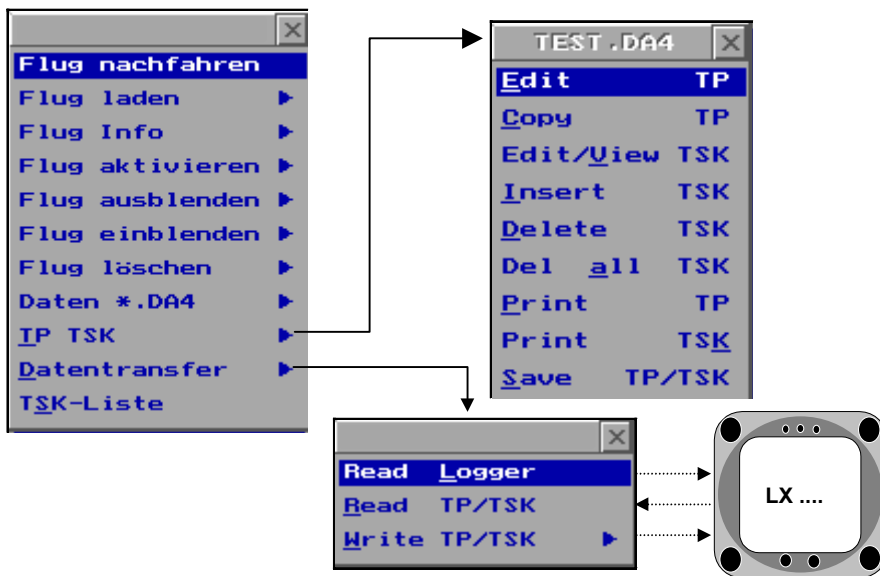 Flug nachfahren
Flug laden
Flug Info
Flug aktivieren
Flug ausblenden
Flug einblenden
Flug löschen
Daten *.DA4
TP TSK
Datentransfer
TSK-Liste
TEST.DA4
Edit TP
Copy TP
Edit/View TSK
Insert TSK
Delete TSK
Del all TSK
Print TP
Print TSK
Save TP/TSK
Read Logger
Read TP/TSK
Write TP/TSK
LX ....